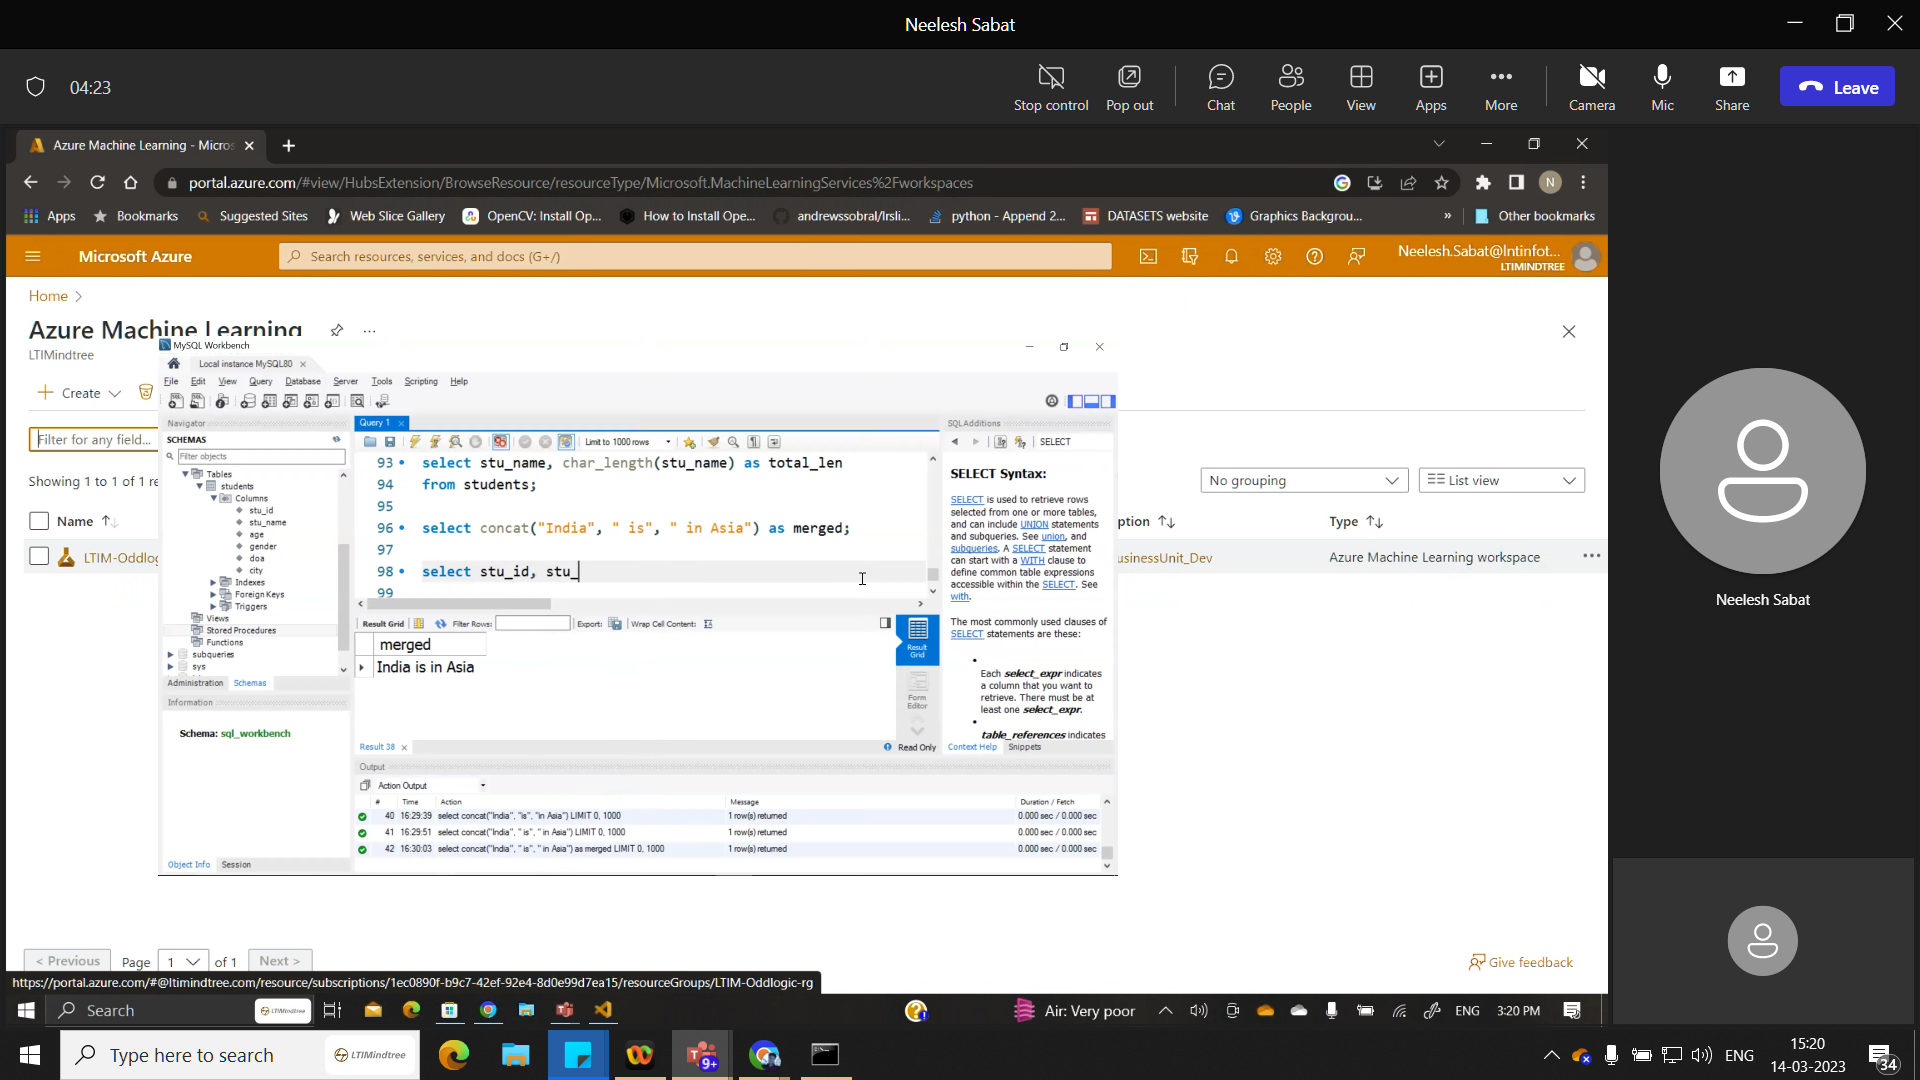 Neelesh Sabat
04:23
Stop control
Pop out
Chat
People
View
Apps
More
Camera
Mic
Share
Leave
Azure Machine Learning - Micros
portal.azure.com/#view/HubsExtension/BrowseResource/resourceType/Microsoft.MachineLearningServices%2Fworkspaces
N
Apps
Bookmarks
Suggested Sites
Web Slice Gallery
OpenCV: Install Op...
How to Install Ope...
andrewssobral/lrsli...
python - Append 2...
DATASETS website
Graphics Backgrou...
»
Other bookmarks
Microsoft Azure
Search resources, services, and docs (G+/)
Neelesh.Sabat@lntinfot...
LTIMINDTREE
Home >
Azure Machine Learning
LTIMindtree
Create
Filter for any field...
Showing 1 to 1 of 1 re
No grouping
List view
Name
ption
Type
LTIM-Oddlog
usinessUnit_Dev
Azure Machine Learning workspace
MySQL Workbench
Local instance MySQL80
File Edit View Query Database Server Tools Scripting Help
Navigator
SCHEMAS
Filter objects
Tables
students
Columns
stu_id
stu_name
age
gender
doa
city
Indexes
Foreign Keys
Triggers
Views
Stored Procedures
Functions
subqueries
sys
Administration Schemas
Information
Schema: sql_workbench
Object Info Session
Query 1
Limit to 1000 rows
93 select stu_name, char_length(stu_name) as total_len
94 from students;
95
96 select concat("India", " is", " in Asia") as merged;
97
98 select stu_id, stu_
99
Result Grid Filter Rows: Export: Wrap Cell Content:
merged
India is in Asia
Result Grid
Form Editor
Result 38
Read Only
SQLAdditions
SELECT
SELECT Syntax:
SELECT is used to retrieve rows
selected from one or more tables,
and can include UNION statements
and subqueries. See union, and
subqueries. A SELECT statement
can start with a WITH clause to
define common table expressions
accessible within the SELECT. See
with.
The most commonly used clauses of
SELECT statements are these:
Each select_expr indicates
a column that you want to
retrieve. There must be at
least one select_expr.
table_references indicates
Context Help Snippets
Output
Action Output
# Time Action Message Duration / Fetch
40 16:29:39 select concat("India", "is", "in Asia") LIMIT 0, 1000 1 row(s) returned 0.000 sec / 0.000 sec
41 16:29:51 select concat("India", " is", " in Asia") LIMIT 0, 1000 1 row(s) returned 0.000 sec / 0.000 sec
42 16:30:03 select concat("India", " is", " in Asia") as merged LIMIT 0, 1000 1 row(s) returned 0.000 sec / 0.000 sec
Neelesh Sabat
< Previous Page 1 of 1 Next >
Give feedback
https://portal.azure.com/#@ltimindtree.com/resource/subscriptions/1ec0890f-b9c7-42ef-92e4-8d0e99d7ea15/resourceGroups/LTIM-Oddlogic-rg
Search
LTIMindtree
Air: Very poor
ENG
3:20 PM
Type here to search
LTIMindtree
9+
ENG
15:20
14-03-2023
34